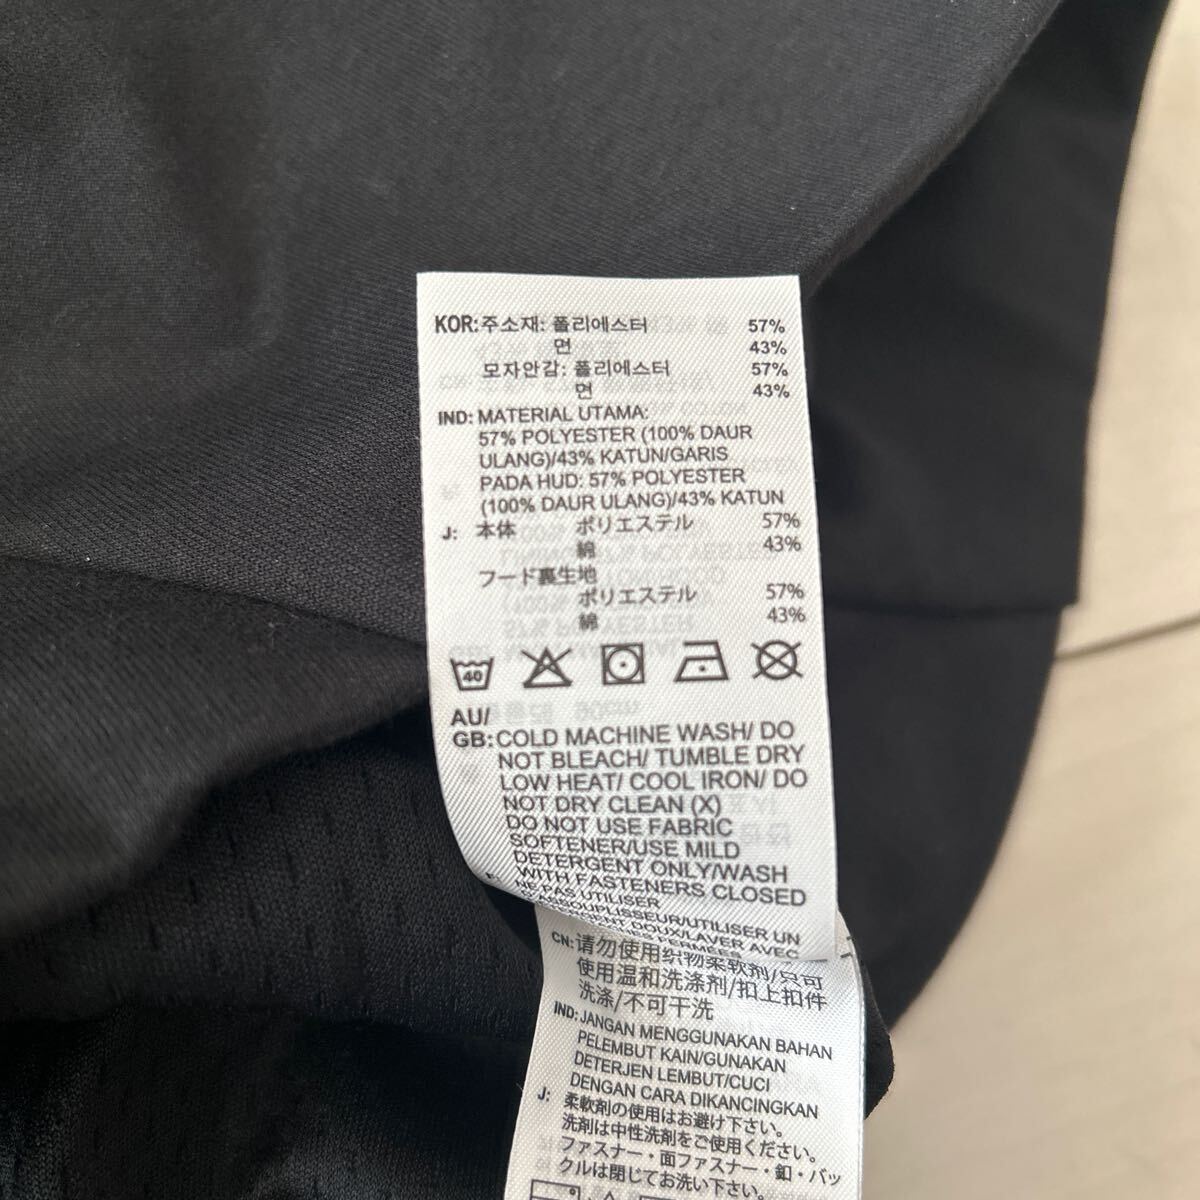 KOR: 주소재: 폴리에스터 57%
면 43%
모자안감: 폴리에스터 57%
면 43%
IND: MATERIAL UTAMA:
57% POLYESTER (100% DAUR
ULANG)/43% KATUN/GARIS
PADA HUD: 57% POLYESTER
(100% DAUR ULANG)/43% KATUN
J: 本体 ポリエステル 57%
綿 43%
フード裏生地
ポリエステル 57%
綿 43%
40
AU/
GB: COLD MACHINE WASH/ DO
NOT BLEACH/ TUMBLE DRY
LOW HEAT/ COOL IRON/ DO
NOT DRY CLEAN (X)
DO NOT USE FABRIC
SOFTENER/USE MILD
DETERGENT ONLY/WASH
WITH FASTENERS CLOSED
F: NE PAS UTILISER
D'ASSOUPLISSEUR/UTILISER UN
DOUX/LAVER AVEC
FERMÉES
CN: 请勿使用织物柔软剂/只可
使用温和洗涤剂/扣上扣件
洗涤/不可干洗
IND: JANGAN MENGGUNAKAN BAHAN
PELEMBUT KAIN/GUNAKAN
DETERJEN LEMBUT/CUCI
DENGAN CARA DIKANCINGKAN
J: 柔軟剤の使用はお避け下さい。
洗剤は中性洗剤をご使用ください。
ファスナー・面ファスナー・釦・バッ
クルは閉じてお洗い下さい。